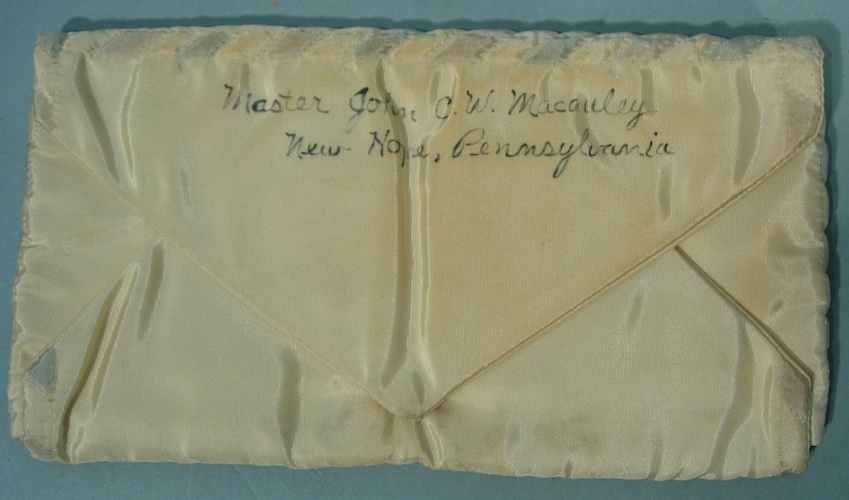 Master John C. W. Macauley
New Hope, Pennsylvania